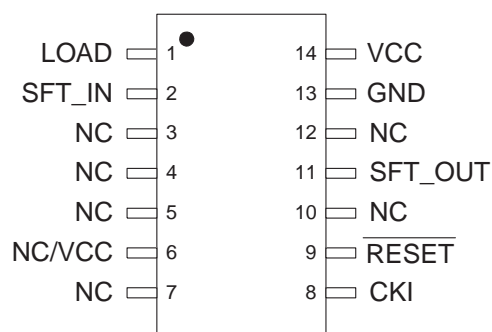 LOAD 1 14 VCC
SFT_IN 2 13 GND
NC 3 12 NC
NC 4 11 SFT_OUT
NC 5 10 NC
NC/VCC 6 9 RESET
NC 7 8 CKI